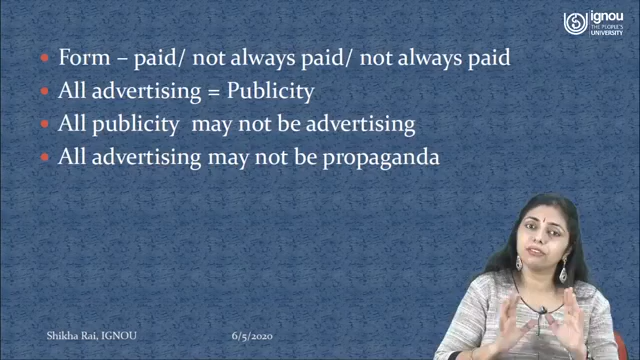 ignou
THE PEOPLE'S
UNIVERSITY
Form – paid/ not always paid/ not always paid
All advertising = Publicity
All publicity may not be advertising
All advertising may not be propaganda
Shikha Rai, IGNOU
6/5/2020